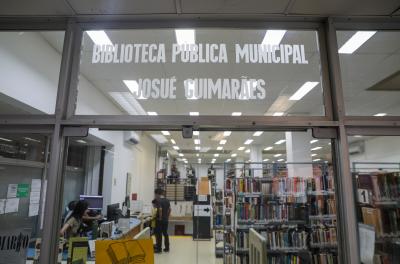 BIBLIOTECA PÚBLICA MUNICIPAL
JOSUÉ GUIMARÃES